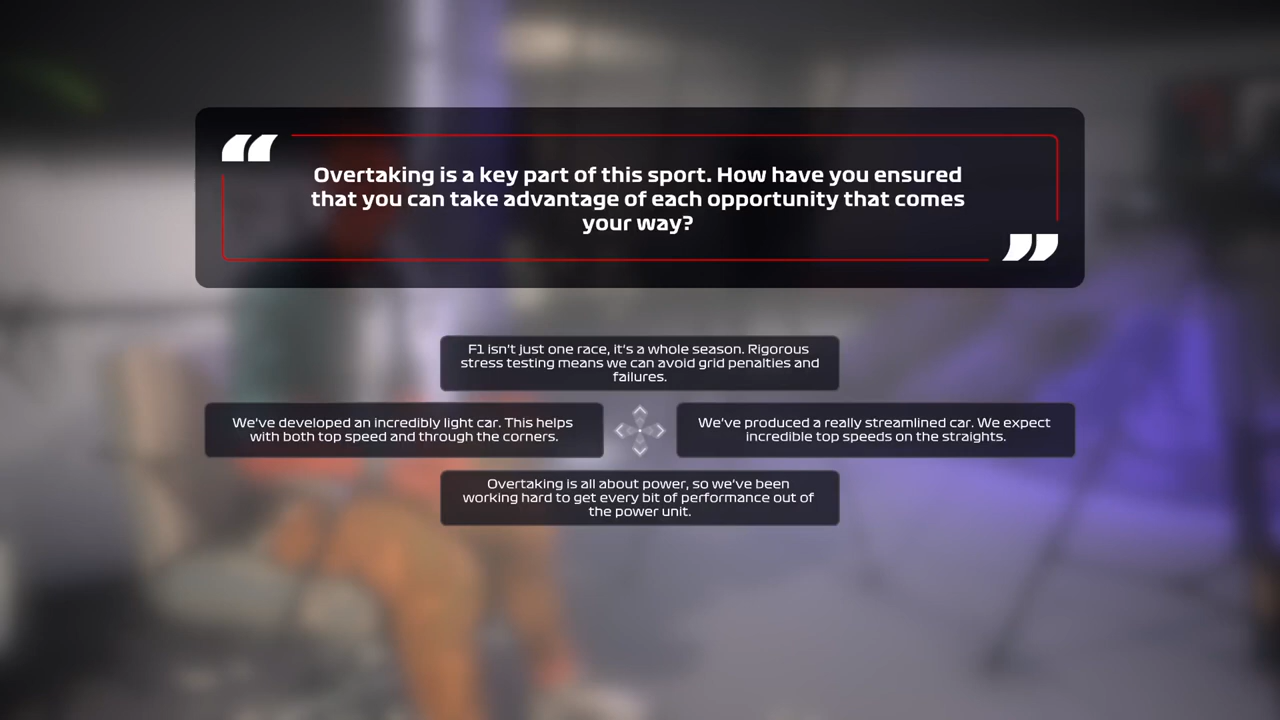 Overtaking is a key part of this sport. How have you ensured
that you can take advantage of each opportunity that comes
your way?
F1 isn't just one race, it's a whole season. Rigorous
stress testing means we can avoid grid penalties and
failures.
We've developed an incredibly light car. This helps
with both top speed and through the corners.
We've produced a really streamlined car. We expect
incredible top speeds on the straights.
Overtaking is all about power, so we've been
working hard to get every bit of performance out of
the power unit.